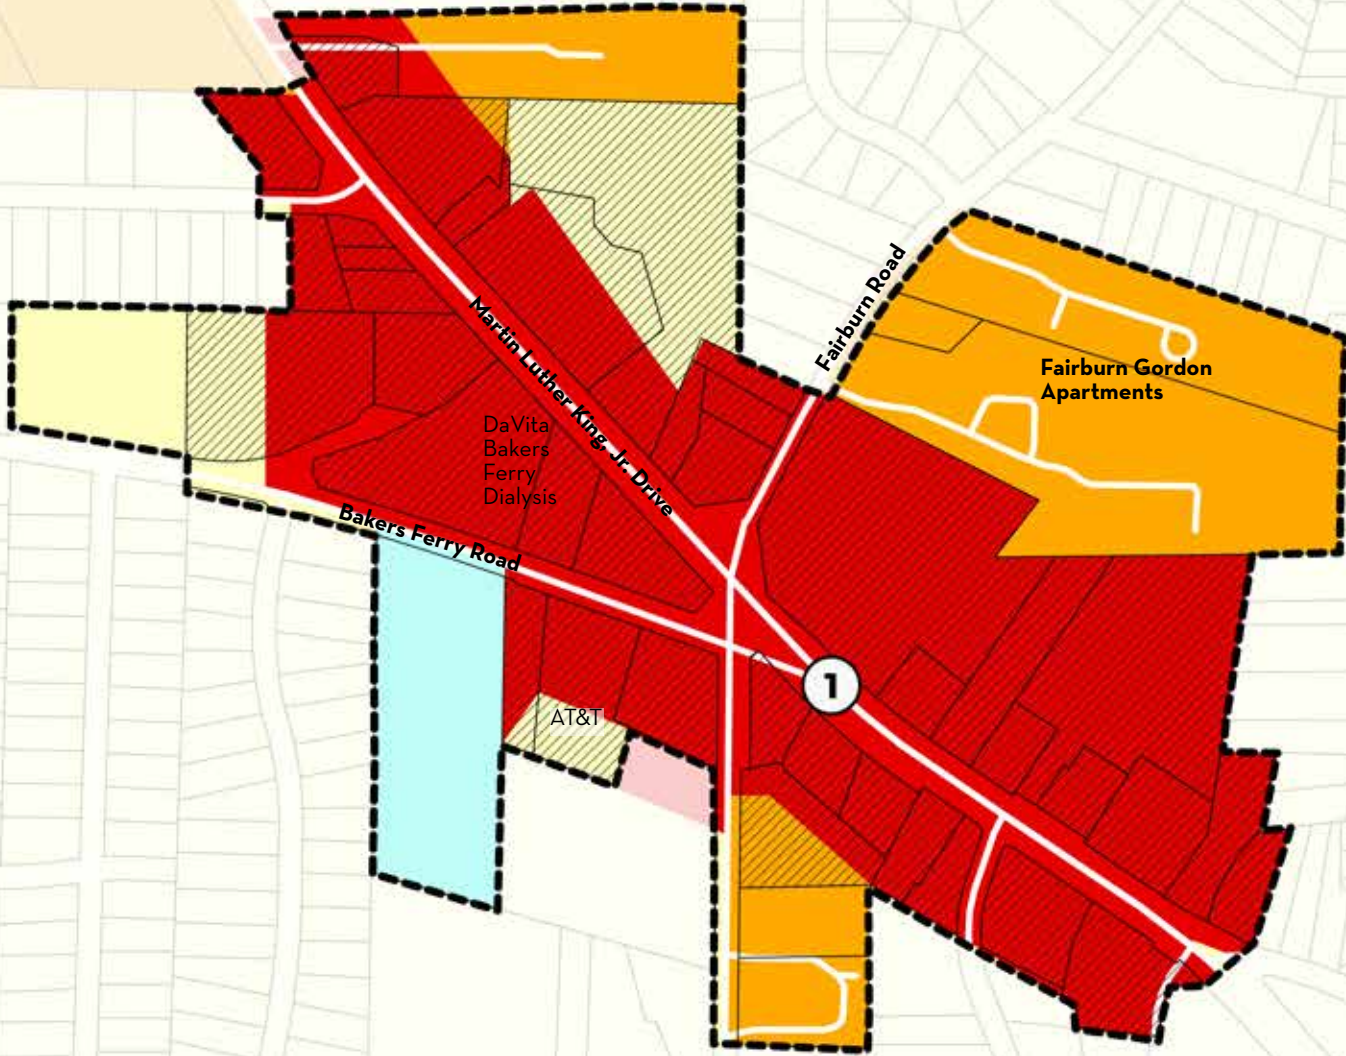 Fairburn Road
Fairburn Gordon
Apartments
Martin Luther King, Jr. Drive
DaVita
Bakers
Ferry
Dialysis
Bakers Ferry Road
1
AT&T